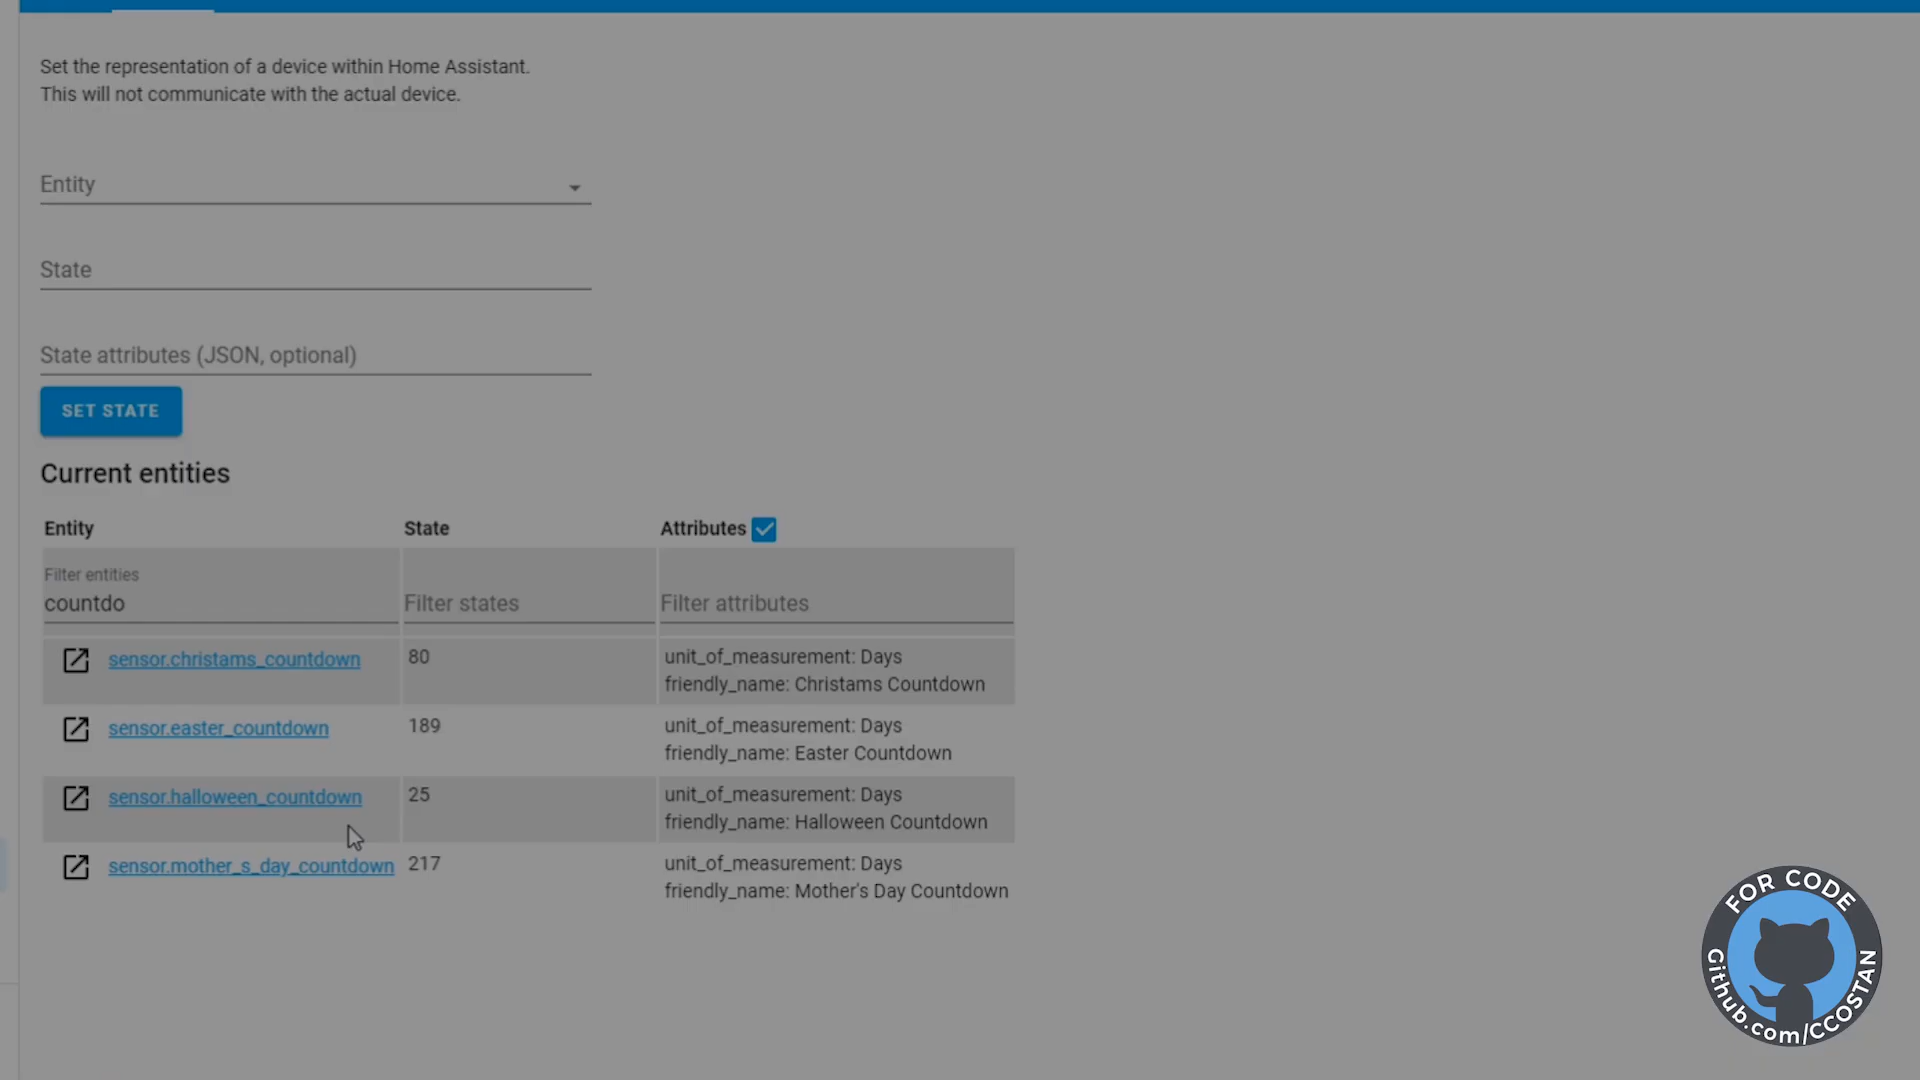 Set the representation of a device within Home Assistant.
This will not communicate with the actual device.
Entity
State
State attributes (JSON, optional)
SET STATE
Current entities
Entity State Attributes
Filter entities
countdo Filter states Filter attributes
sensor.christams_countdown 80 unit_of_measurement: Days
friendly_name: Christams Countdown
sensor.easter_countdown 189 unit_of_measurement: Days
friendly_name: Easter Countdown
sensor.halloween_countdown 25 unit_of_measurement: Days
friendly_name: Halloween Countdown
sensor.mother_s_day_countdown 217 unit_of_measurement: Days
friendly_name: Mother's Day Countdown
FOR CODE
Github.com/CCOSTAN